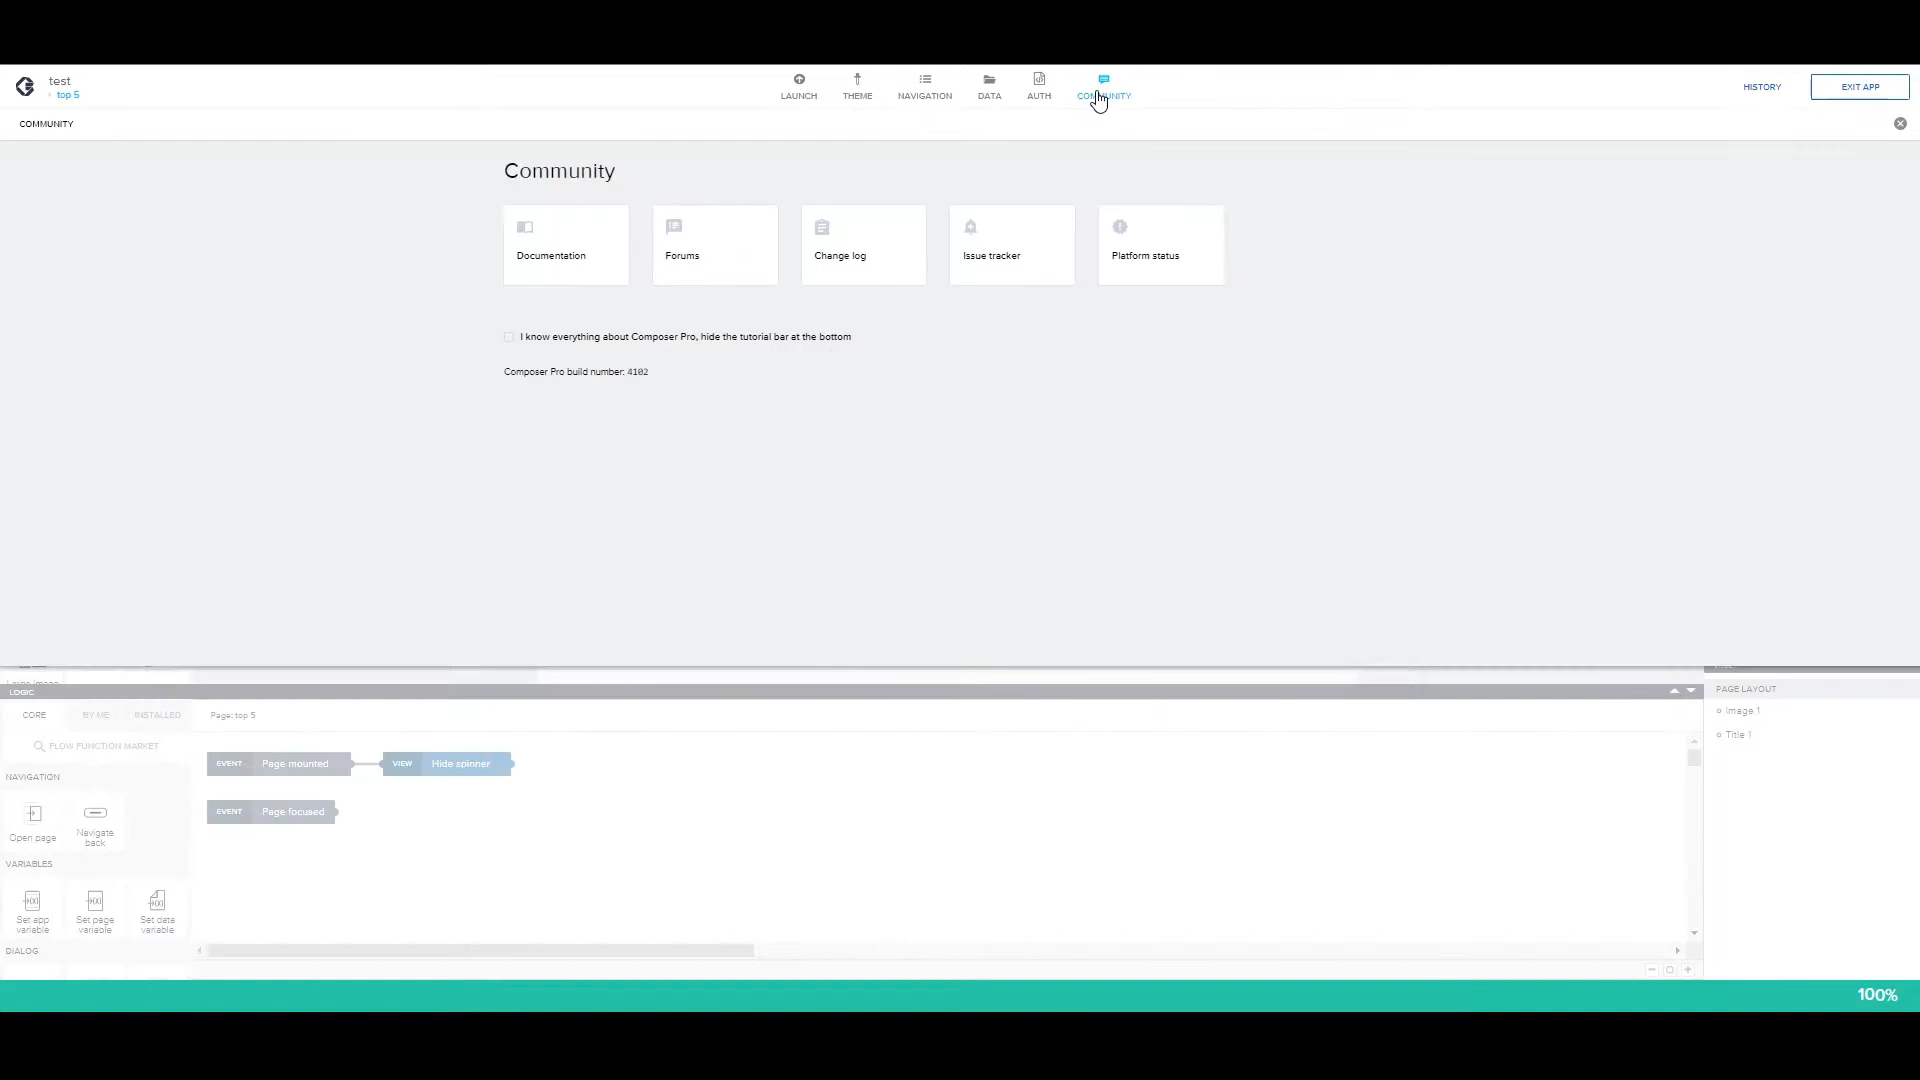 test
top 5
LAUNCH
THEME
NAVIGATION
DATA
AUTH
COMMUNITY
HISTORY
EXIT APP
COMMUNITY
Community
Documentation
Forums
Change log
Issue tracker
Platform status
I know everything about Composer Pro, hide the tutorial bar at the bottom
Composer Pro build number: 4102
Large image
LOGIC
PAGE LAYOUT
CORE
BY ME
INSTALLED
Page: top 5
Image 1
Title 1
FLOW FUNCTION MARKET
EVENT Page mounted
VIEW Hide spinner
NAVIGATION
EVENT Page focused
Open page
Navigate
back
VARIABLES
Set app
variable
Set page
variable
Set data
variable
DIALOG
100%